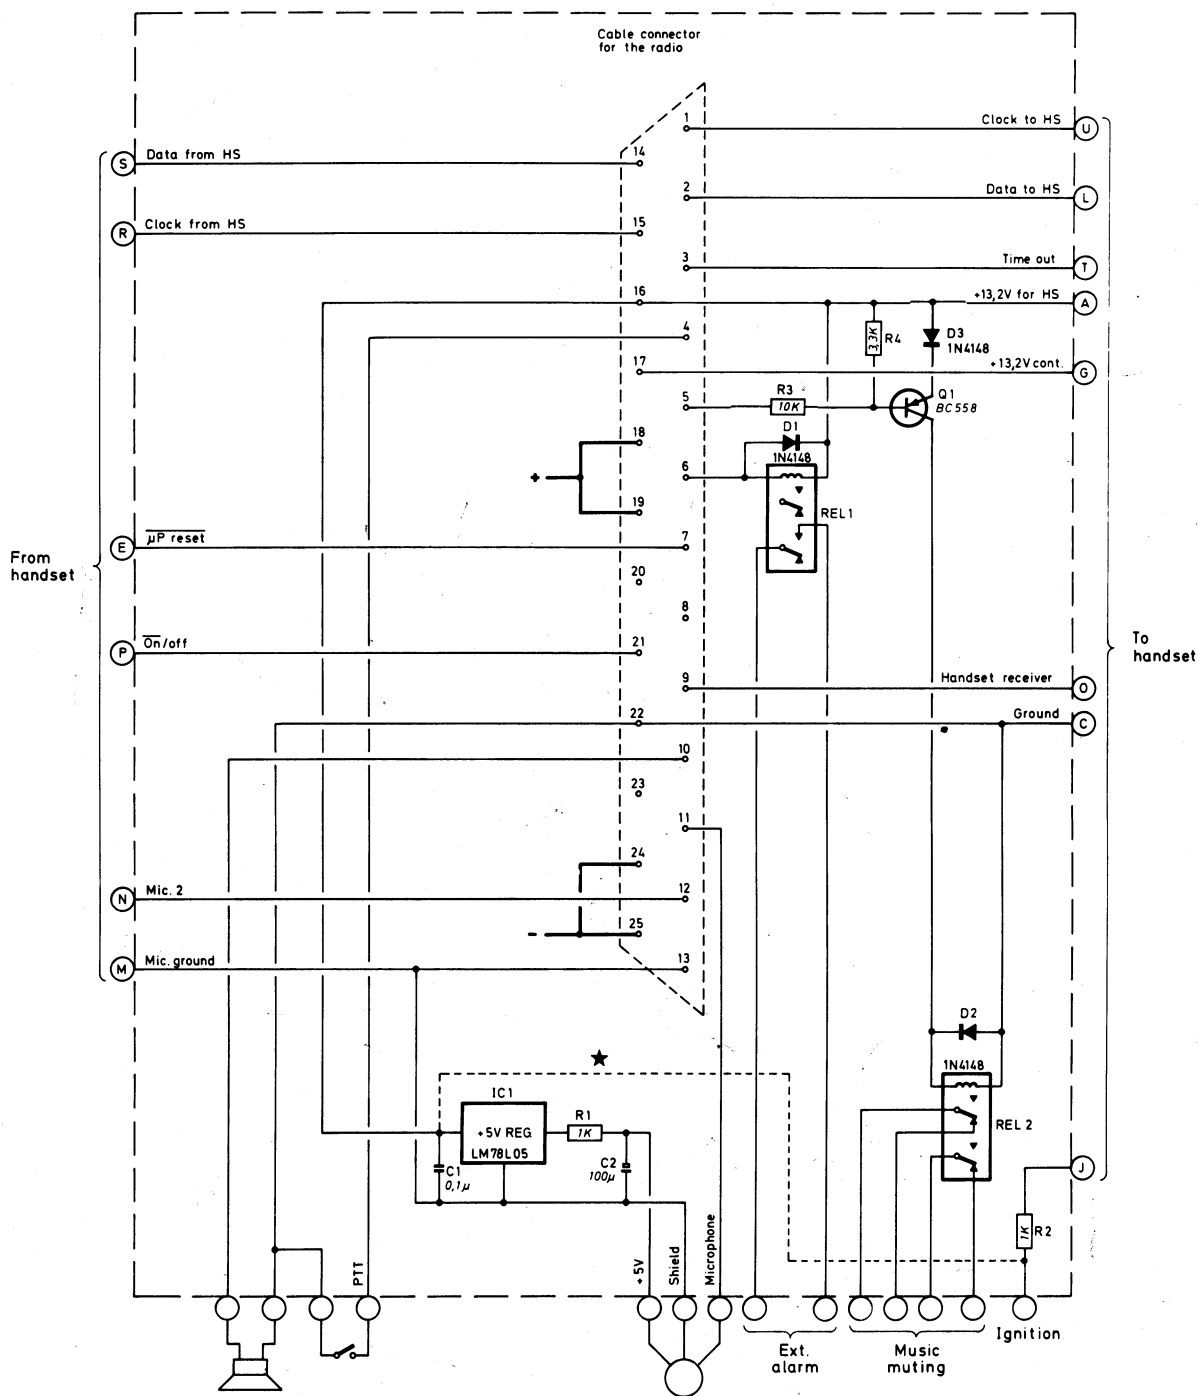 Cable connector
for the radio
1
Clock to HS
U
S
Data from HS
14
2
Data to HS
L
R
Clock from HS
15
3
Time out
T
16
+13,2V for HS
A
4
3,3K
R4
D3
1N4148
17
+13,2V cont.
G
R3
10K
5
Q1
BC558
D1
1N4148
18
+
6
19
REL1
E
µP reset
7
From
handset
20
8
P
On/off
21
To
handset
9
Handset receiver
O
22
Ground
C
10
23
11
24
N
Mic. 2
12
-
25
M
Mic. ground
13
D2
1N4148
★
IC1
+5V REG
LM78L05
R1
1K
C1
0,1µ
C2
100µ
REL 2
J
1K
R2
PTT
+5V
Shield
Microphone
Ext.
alarm
Music
muting
Ignition